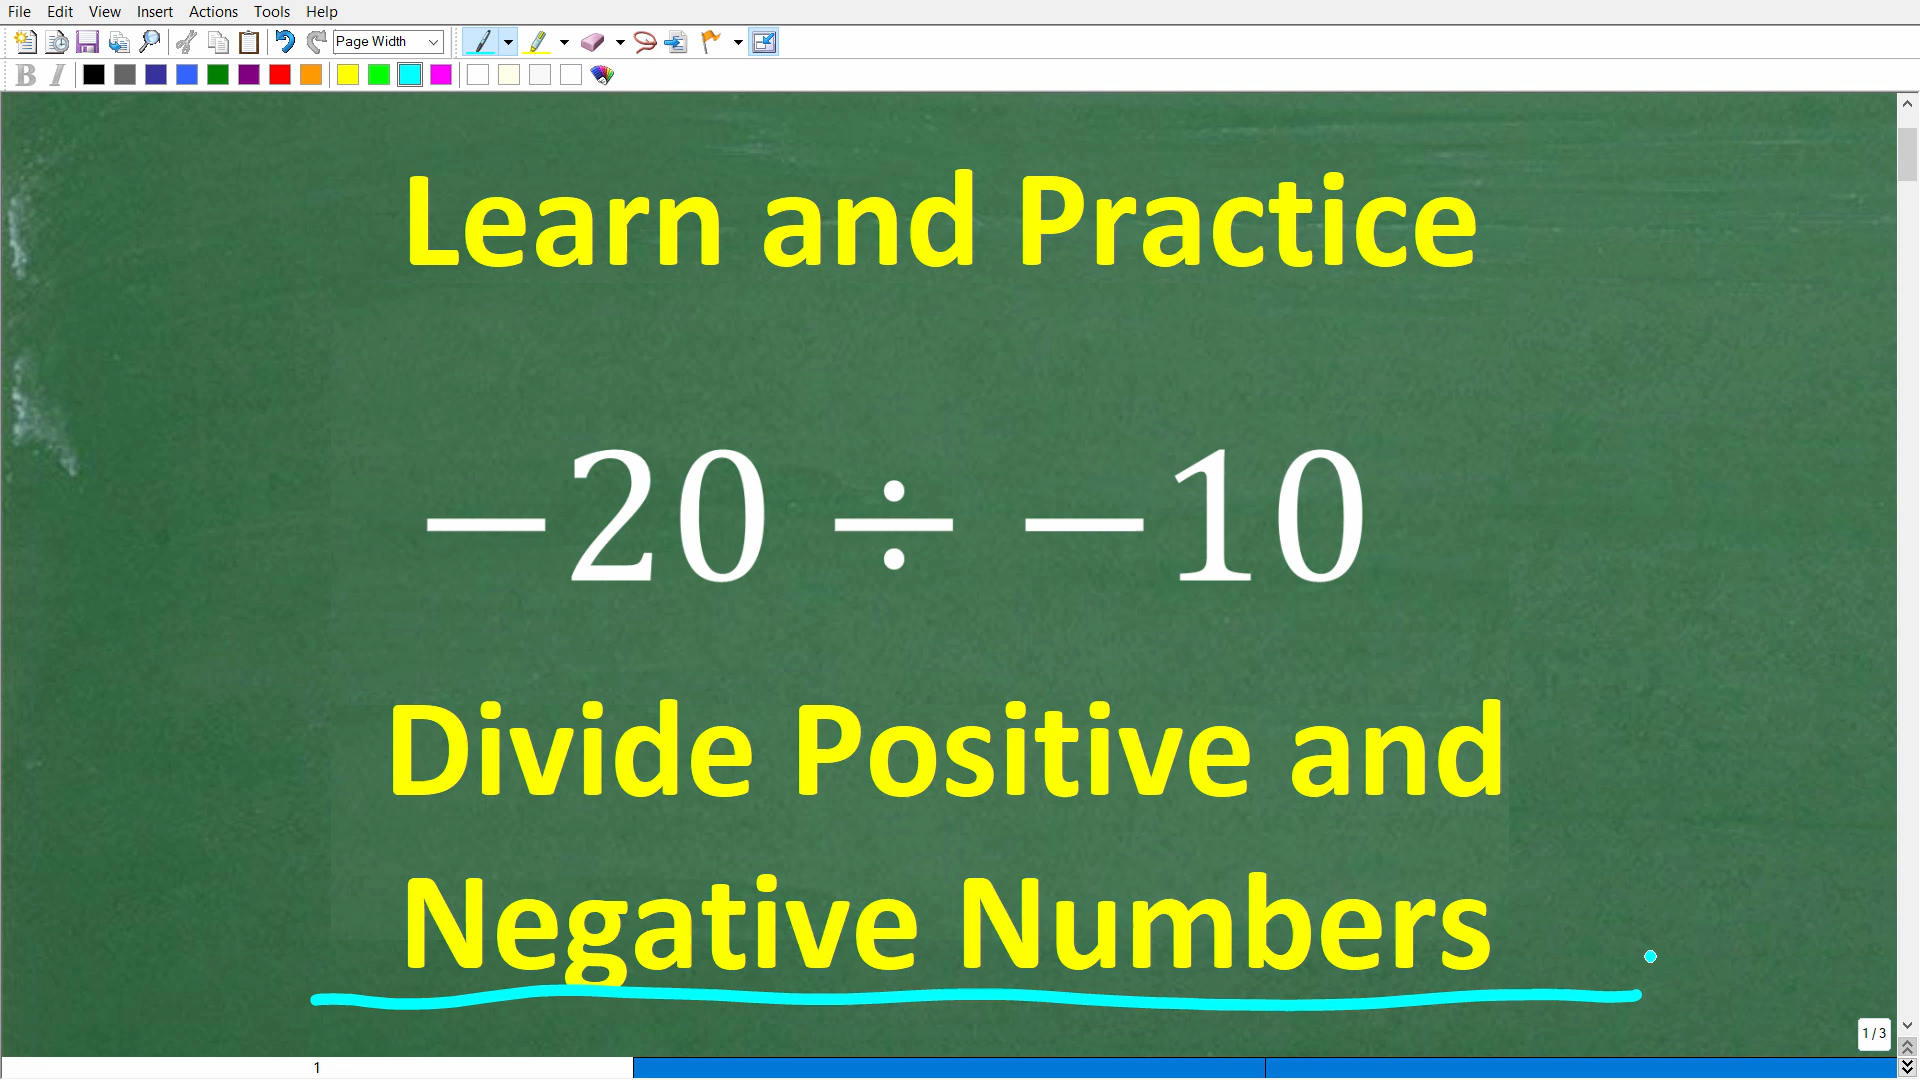 File Edit View Insert Actions Tools Help
Page Width
B I
Learn and Practice
−20 ÷ −10
Divide Positive and
Negative Numbers
1 / 3
1